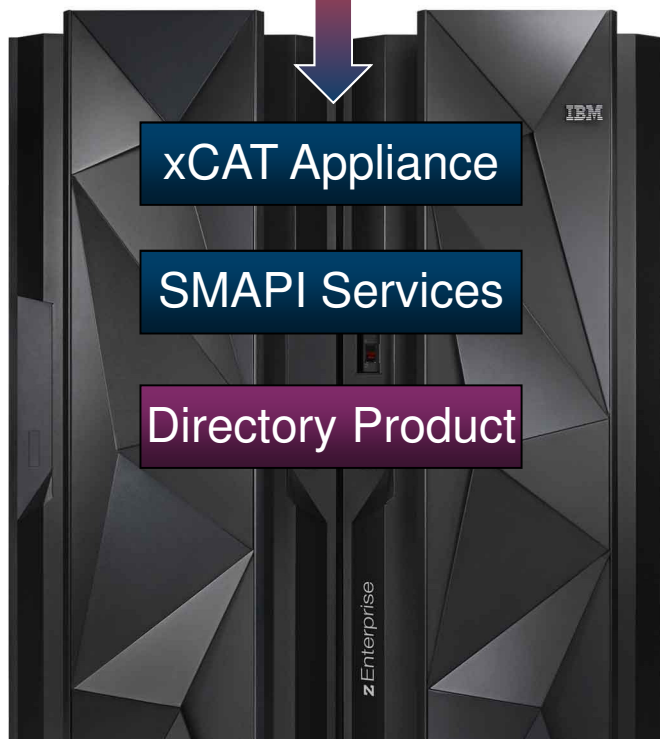 IBM
xCAT Appliance
SMAPI Services
Directory Product
zEnterprise